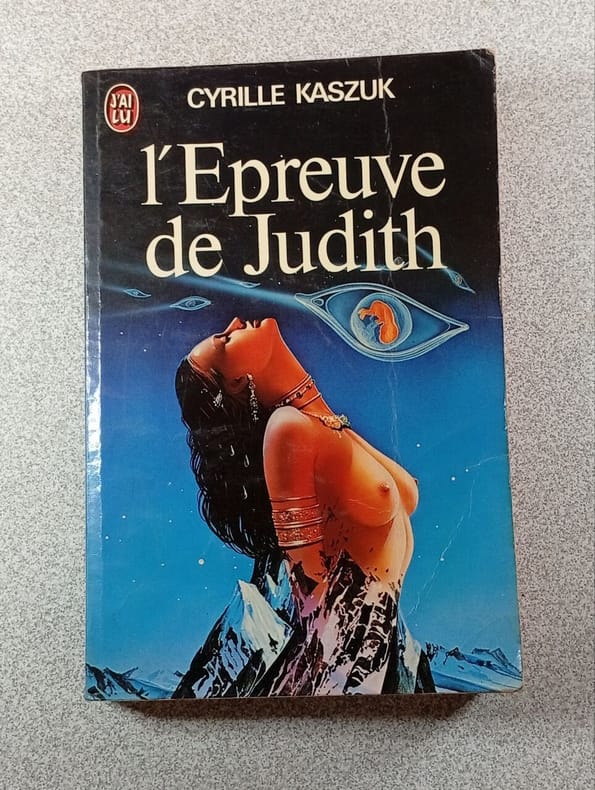 J'AI
LU
CYRILLE KASZUK
l'Epreuve
de Judith